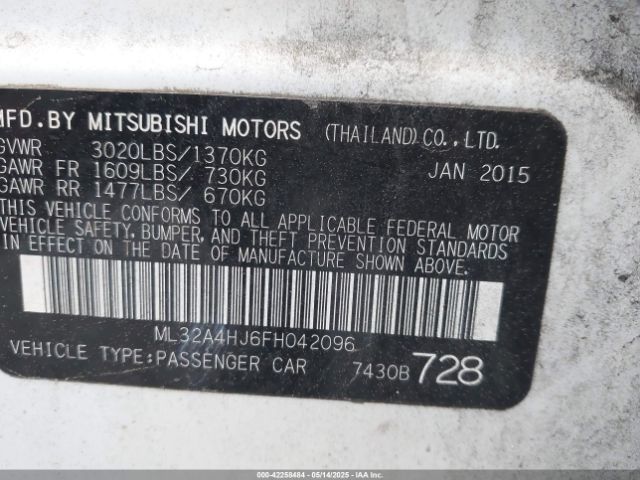 MFD.BY MITSUBISHI MOTORS (THAILAND)CO.,LTD.
GVWR 3020LBS/1370KG JAN 2015
GAWR FR 1609LBS/ 730KG
GAWR RR 1477LBS/ 670KG
THIS VEHICLE CONFORMS TO ALL APPLICABLE FEDERAL MOTOR
VEHICLE SAFETY, BUMPER, AND THEFT PREVENTION STANDARDS
IN EFFECT ON THE DATE OF MANUFACTURE SHOWN ABOVE.
ML32A4HJ6FH042096
VEHICLE TYPE:PASSENGER CAR 7430B 728
000-42258484 - 05/14/2025 - IAA Inc.